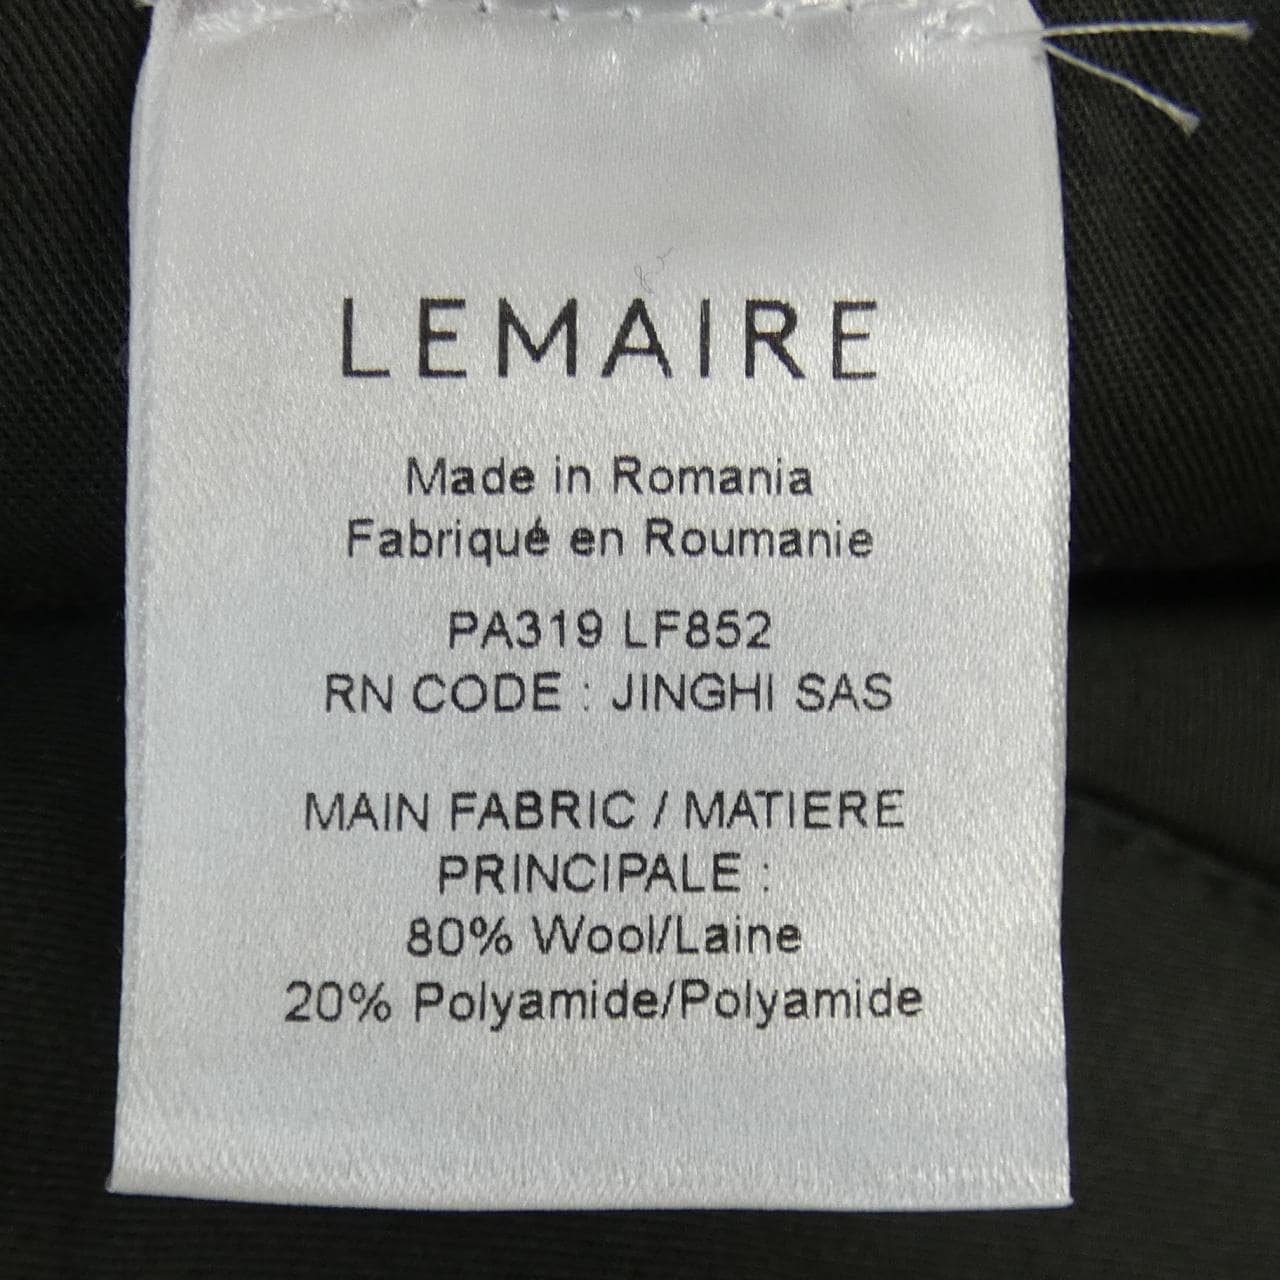 LEMAIRE
Made in Romania
Fabriqué en Roumanie
PA319 LF852
RN CODE : JINGHI SAS
MAIN FABRIC / MATIERE
PRINCIPALE :
80% Wool/Laine
20% Polyamide/Polyamide